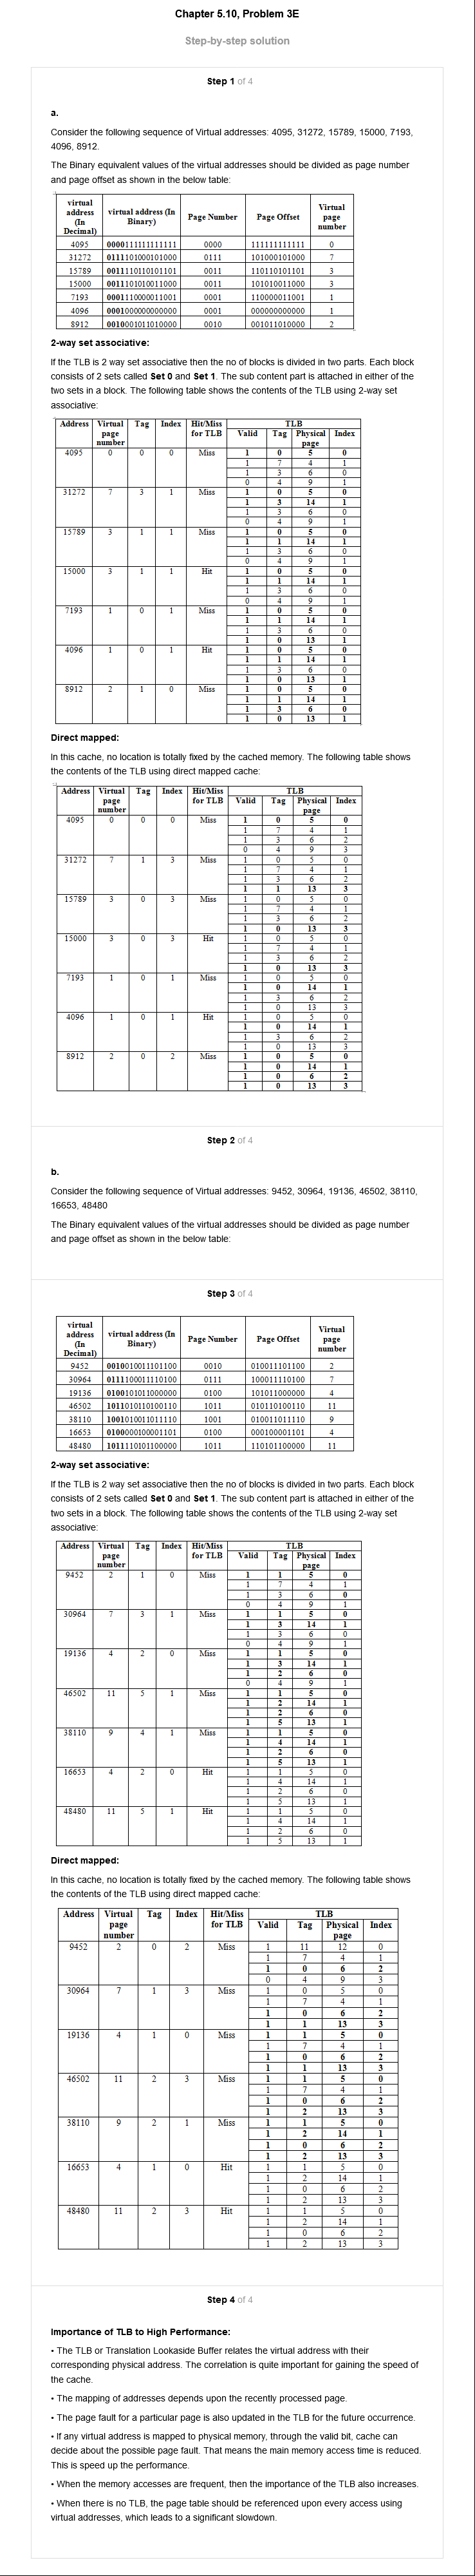 Chapter 5.10, Problem 3E
Step-by-step solution
Step 1 of 4
a.
Consider the following sequence of Virtual addresses: 4095, 31272, 15789, 15000, 7193,
4096, 8912.
The Binary equivalent values of the virtual addresses should be divided as page number
and page offset as shown in the below table:
virtual address (In Decimal) virtual address (In Binary) Page Number Page Offset Virtual page number
4095 0000111111111111 0000 111111111111 0
31272 0111101000101000 0111 101000101000 7
15789 0011110110101101 0011 110110101101 3
15000 0011101010011000 0011 101010011000 3
7193 0001110000011001 0001 110000011001 1
4096 0001000000000000 0001 000000000000 1
8912 0010001011010000 0010 001011010000 2
2-way set associative:
If the TLB is 2 way set associative then the no of blocks is divided in two parts. Each block
consists of 2 sets called Set 0 and Set 1. The sub content part is attached in either of the
two sets in a block. The following table shows the contents of the TLB using 2-way set
associative:
Address Virtual page number Tag Index Hit/Miss for TLB TLB
Valid Tag Physical page Index
4095 0 0 0 Miss 1 0 5 0
1 7 4 1
1 3 6 0
0 4 9 1
31272 7 3 1 Miss 1 0 5 0
1 3 14 1
1 3 6 0
0 4 9 1
15789 3 1 1 Miss 1 0 5 0
1 1 14 1
1 3 6 0
0 4 9 1
15000 3 1 1 Hit 1 0 5 0
1 1 14 1
1 3 6 0
0 4 9 1
7193 1 0 1 Miss 1 0 5 0
1 1 14 1
1 3 6 0
1 0 13 1
4096 1 0 1 Hit 1 0 5 0
1 1 14 1
1 3 6 0
1 0 13 1
8912 2 1 0 Miss 1 0 5 0
1 1 14 1
1 3 6 0
1 0 13 1
Direct mapped:
In this cache, no location is totally fixed by the cached memory. The following table shows
the contents of the TLB using direct mapped cache:
Address Virtual page number Tag Index Hit/Miss for TLB TLB
Valid Tag Physical page Index
4095 0 0 0 Miss 1 0 5 0
1 7 4 1
1 3 6 2
0 4 9 3
31272 7 1 3 Miss 1 0 5 0
1 7 4 1
1 3 6 2
1 1 13 3
15789 3 0 3 Miss 1 0 5 0
1 7 4 1
1 3 6 2
1 0 13 3
15000 3 0 3 Hit 1 0 5 0
1 7 4 1
1 3 6 2
1 0 13 3
7193 1 0 1 Miss 1 0 5 0
1 0 14 1
1 3 6 2
1 0 13 3
4096 1 0 1 Hit 1 0 5 0
1 0 14 1
1 3 6 2
1 0 13 3
8912 2 0 2 Miss 1 0 5 0
1 0 14 1
1 0 6 2
1 0 13 3
Step 2 of 4
b.
Consider the following sequence of Virtual addresses: 9452, 30964, 19136, 46502, 38110,
16653, 48480
The Binary equivalent values of the virtual addresses should be divided as page number
and page offset as shown in the below table:
Step 3 of 4
virtual address (In Decimal) virtual address (In Binary) Page Number Page Offset Virtual page number
9452 0010010011101100 0010 010011101100 2
30964 0111100011110100 0111 100011110100 7
19136 0100101011000000 0100 101011000000 4
46502 1011010110100110 1011 010110100110 11
38110 1001010011011110 1001 010011011110 9
16653 0100000100001101 0100 000100001101 4
48480 1011110101100000 1011 110101100000 11
2-way set associative:
If the TLB is 2 way set associative then the no of blocks is divided in two parts. Each block
consists of 2 sets called Set 0 and Set 1. The sub content part is attached in either of the
two sets in a block. The following table shows the contents of the TLB using 2-way set
associative:
Address Virtual page number Tag Index Hit/Miss for TLB TLB
Valid Tag Physical page Index
9452 2 1 0 Miss 1 1 5 0
1 7 4 1
1 3 6 0
0 4 9 1
30964 7 3 1 Miss 1 1 5 0
1 3 14 1
1 3 6 0
0 4 9 1
19136 4 2 0 Miss 1 1 5 0
1 3 14 1
1 2 6 0
0 4 9 1
46502 11 5 1 Miss 1 1 5 0
1 2 14 1
1 2 6 0
1 5 13 1
38110 9 4 1 Miss 1 1 5 0
1 4 14 1
1 2 6 0
1 5 13 1
16653 4 2 0 Hit 1 1 5 0
1 4 14 1
1 2 6 0
1 5 13 1
48480 11 5 1 Hit 1 1 5 0
1 4 14 1
1 2 6 0
1 5 13 1
Direct mapped:
In this cache, no location is totally fixed by the cached memory. The following table shows
the contents of the TLB using direct mapped cache:
Address Virtual page number Tag Index Hit/Miss for TLB TLB
Valid Tag Physical page Index
9452 2 0 2 Miss 1 11 12 0
1 7 4 1
1 0 6 2
0 4 9 3
30964 7 1 3 Miss 1 0 5 0
1 7 4 1
1 0 6 2
1 1 13 3
19136 4 1 0 Miss 1 1 5 0
1 7 4 1
1 0 6 2
1 1 13 3
46502 11 2 3 Miss 1 1 5 0
1 7 4 1
1 0 6 2
1 2 13 3
38110 9 2 1 Miss 1 1 5 0
1 2 14 1
1 0 6 2
1 2 13 3
16653 4 1 0 Hit 1 1 5 0
1 2 14 1
1 0 6 2
1 2 13 3
48480 11 2 3 Hit 1 1 5 0
1 2 14 1
1 0 6 2
1 2 13 3
Step 4 of 4
Importance of TLB to High Performance:
• The TLB or Translation Lookaside Buffer relates the virtual address with their
corresponding physical address. The correlation is quite important for gaining the speed of
the cache.
• The mapping of addresses depends upon the recently processed page.
• The page fault for a particular page is also updated in the TLB for the future occurrence.
• If any virtual address is mapped to physical memory, through the valid bit, cache can
decide about the possible page fault. That means the main memory access time is reduced.
This is speed up the performance.
• When the memory accesses are frequent, then the importance of the TLB also increases.
• When there is no TLB, the page table should be referenced upon every access using
virtual addresses, which leads to a significant slowdown.